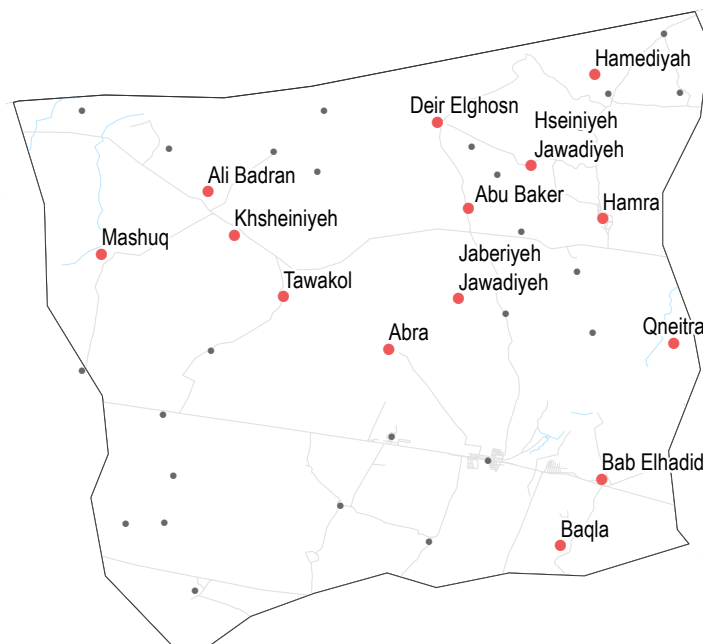 Hamediyah
Deir Elghosn
Hseiniyeh
Jawadiyeh
Ali Badran
Abu Baker
Hamra
Khsheiniyeh
Mashuq
Jaberiyeh
Jawadiyeh
Tawakol
Abra
Qneitra
Bab Elhadid
Baqla